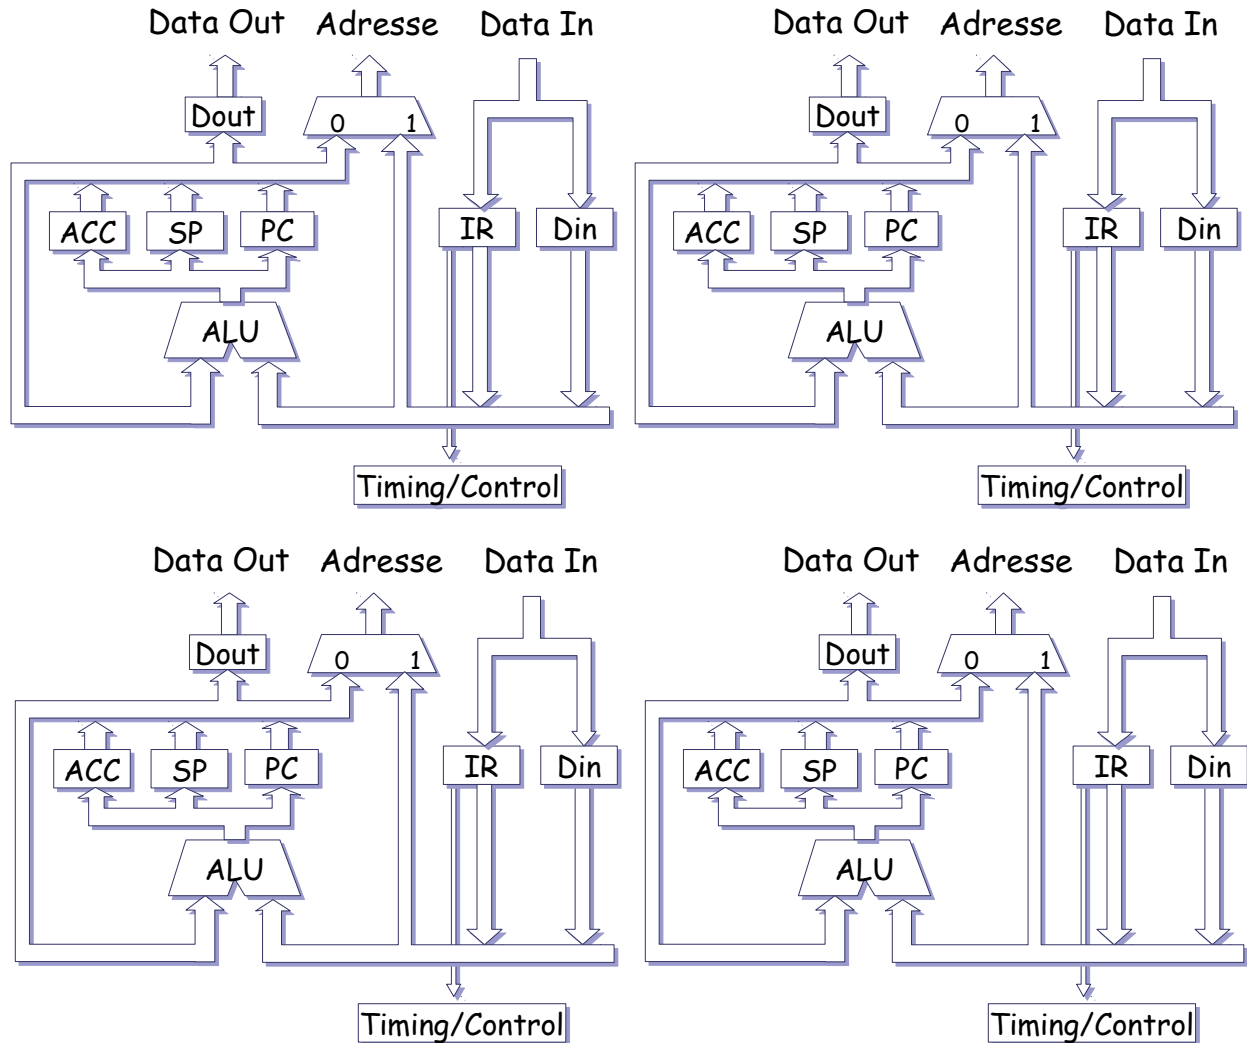 Data Out Adresse Data In
Dout 0 1
ACC SP PC IR Din
ALU
Timing/Control
Data Out Adresse Data In
Dout 0 1
ACC SP PC IR Din
ALU
Timing/Control
Data Out Adresse Data In
Dout 0 1
ACC SP PC IR Din
ALU
Timing/Control
Data Out Adresse Data In
Dout 0 1
ACC SP PC IR Din
ALU
Timing/Control